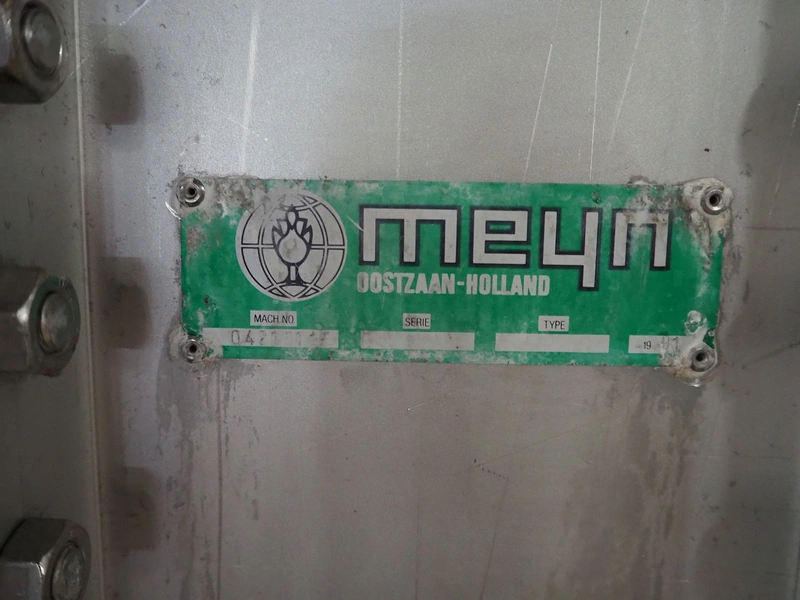 meyn
OOSTZAAN-HOLLAND
MACH.NO. SERIE TYPE
19